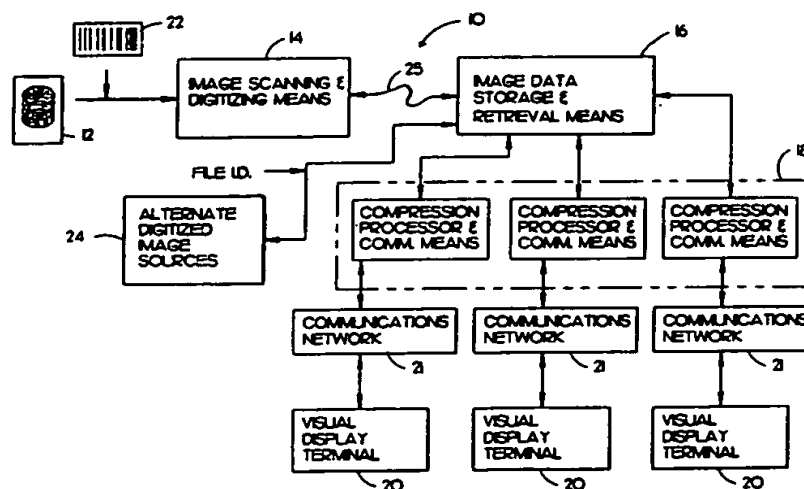 22
14
10
16
IMAGE SCANNING &
DIGITIZING MEANS
25
IMAGE DATA
STORAGE &
RETRIEVAL MEANS
12
18
FILE I.D.
24
ALTERNATE
DIGITIZED
IMAGE
SOURCES
COMPRESSION
PROCESSOR &
COMM. MEANS
COMPRESSION
PROCESSOR &
COMM. MEANS
COMPRESSION
PROCESSOR &
COMM. MEANS
COMMUNICATIONS
NETWORK
COMMUNICATIONS
NETWORK
COMMUNICATIONS
NETWORK
21
21
21
VISUAL
DISPLAY
TERMINAL
VISUAL
DISPLAY
TERMINAL
VISUAL
DISPLAY
TERMINAL
20
20
20